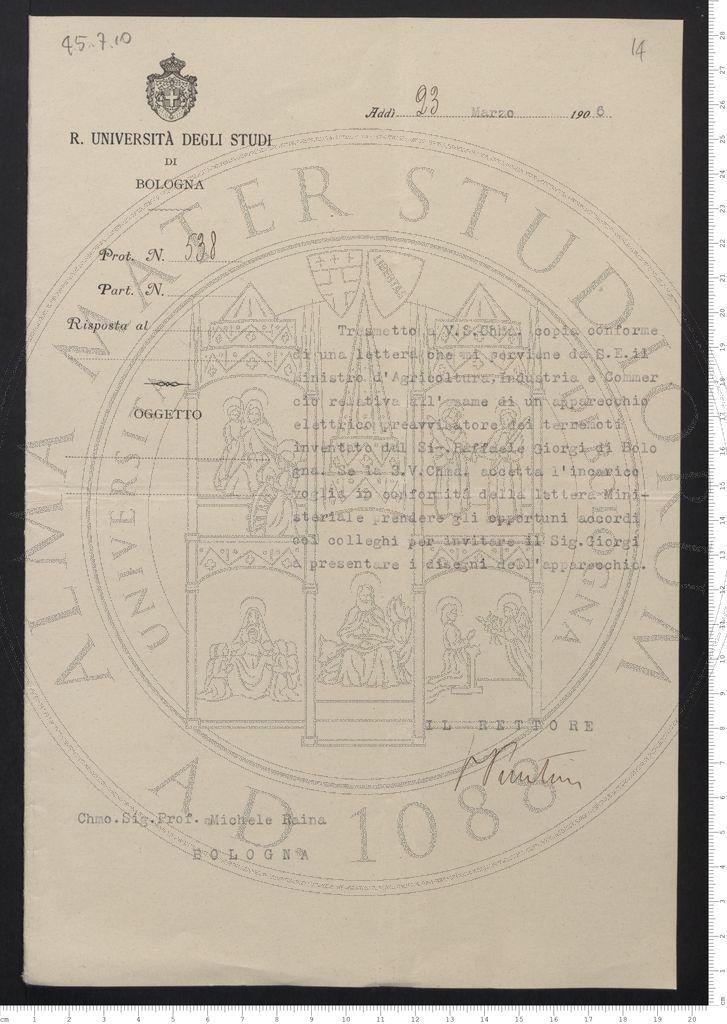 45.7.10
14
Addì 23 Marzo 1906
R. UNIVERSITÀ DEGLI STUDI
DI
BOLOGNA
Prot. N. 538
Part. N.
Risposta al
OGGETTO
Trasmetto a V.S.Chma. copia conforme
di una lettera che mi perviene da S.E.il
Ministro d'Agricoltura,Industria e Commer
cio relativa all'esame di un apparecchio
elettrico preavvisatore dei terremoti
inventato dal Sig.Raffaele Giorgi di Bolo
gna. Se la S.V.Chma. accetta l'incarico
voglia in conformità della lettera Mini-
steriale prendere gli opportuni accordi
coi colleghi per invitare il Sig.Giorgi
a presentare i disegni dell'apparecchio.
IL RETTORE
Chmo.Sig.Prof. Michele Raina
BOLOGNA
ALMA MATER STUDIORUM
AD 1088
LIBERTAS